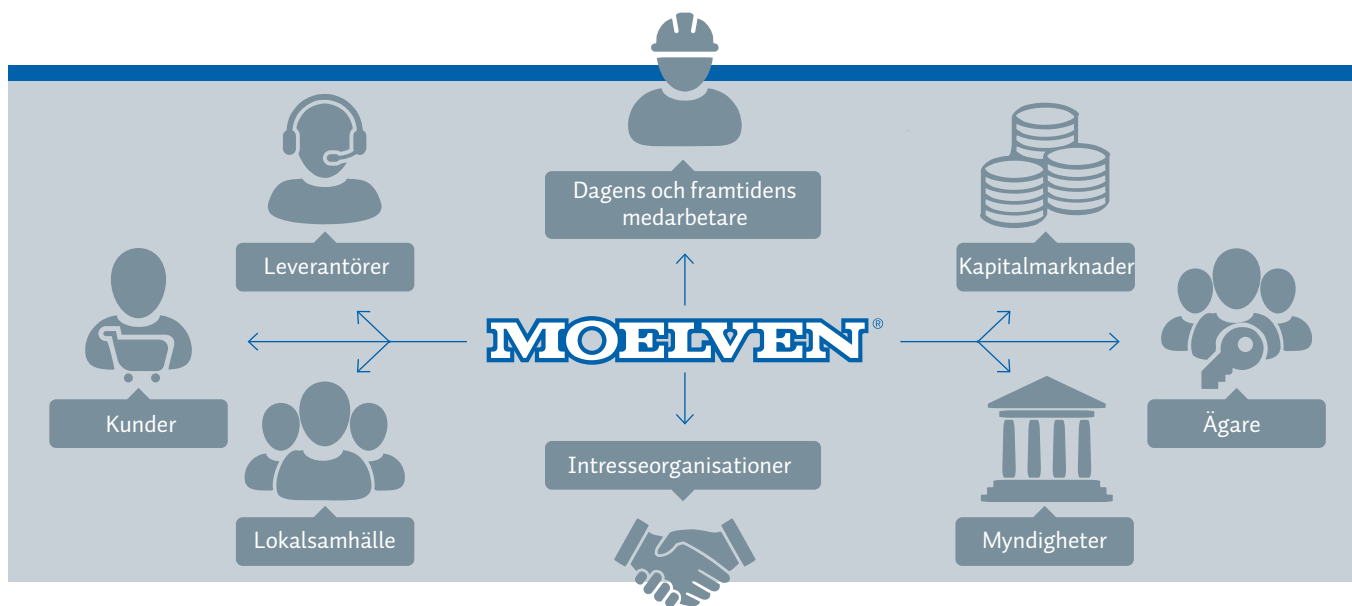 Dagens och framtidens
medarbetare
Leverantörer
Kapitalmarknader
MOELVEN®
Kunder
Ägare
Intresseorganisationer
Lokalsamhälle
Myndigheter